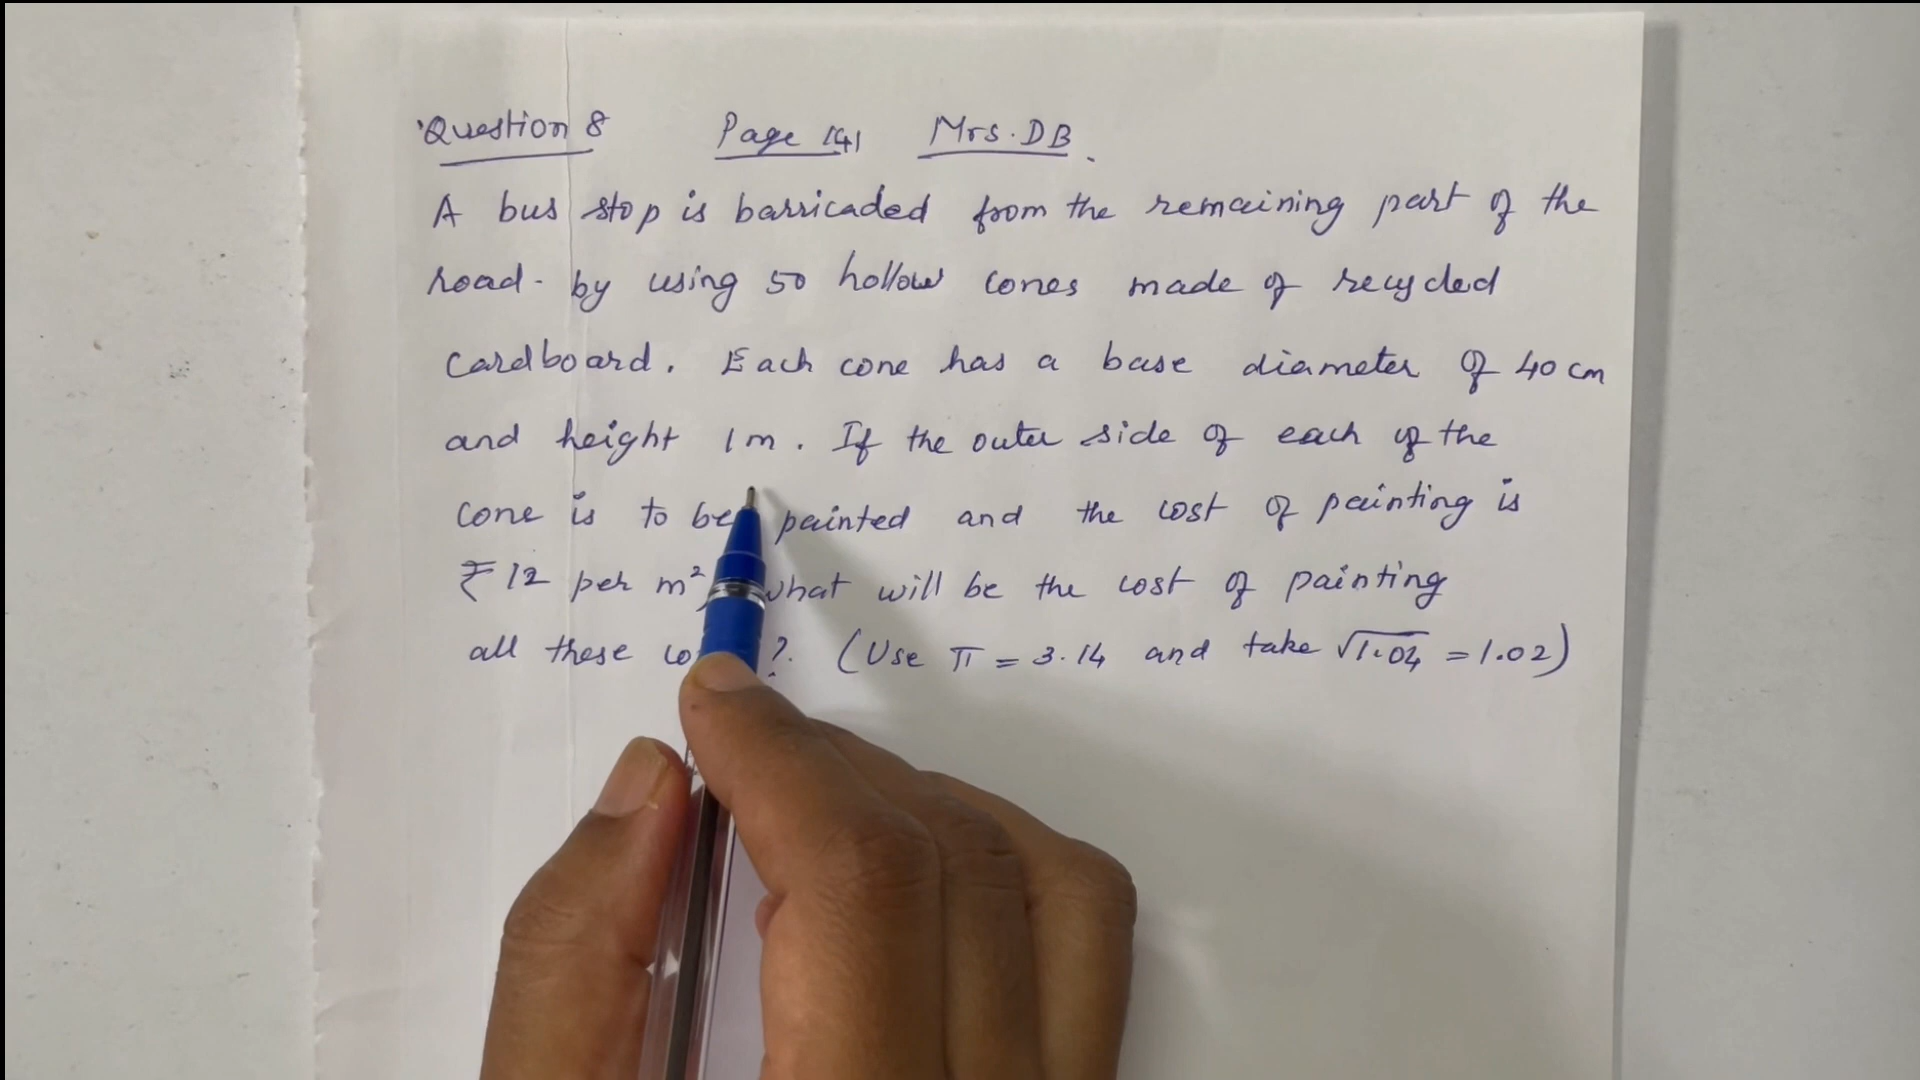 Question 8 Page 141 Mrs. DB.
A bus stop is barricaded from the remaining part of the
road. by using 50 hollow cones made of recycled
cardboard. Each cone has a base diameter of 40 cm
and height 1m. If the outer side of each of the
cone is to be painted and the cost of painting is
₹ 12 per m², what will be the cost of painting
all these ? (Use π = 3.14 and take √1.04 = 1.02)